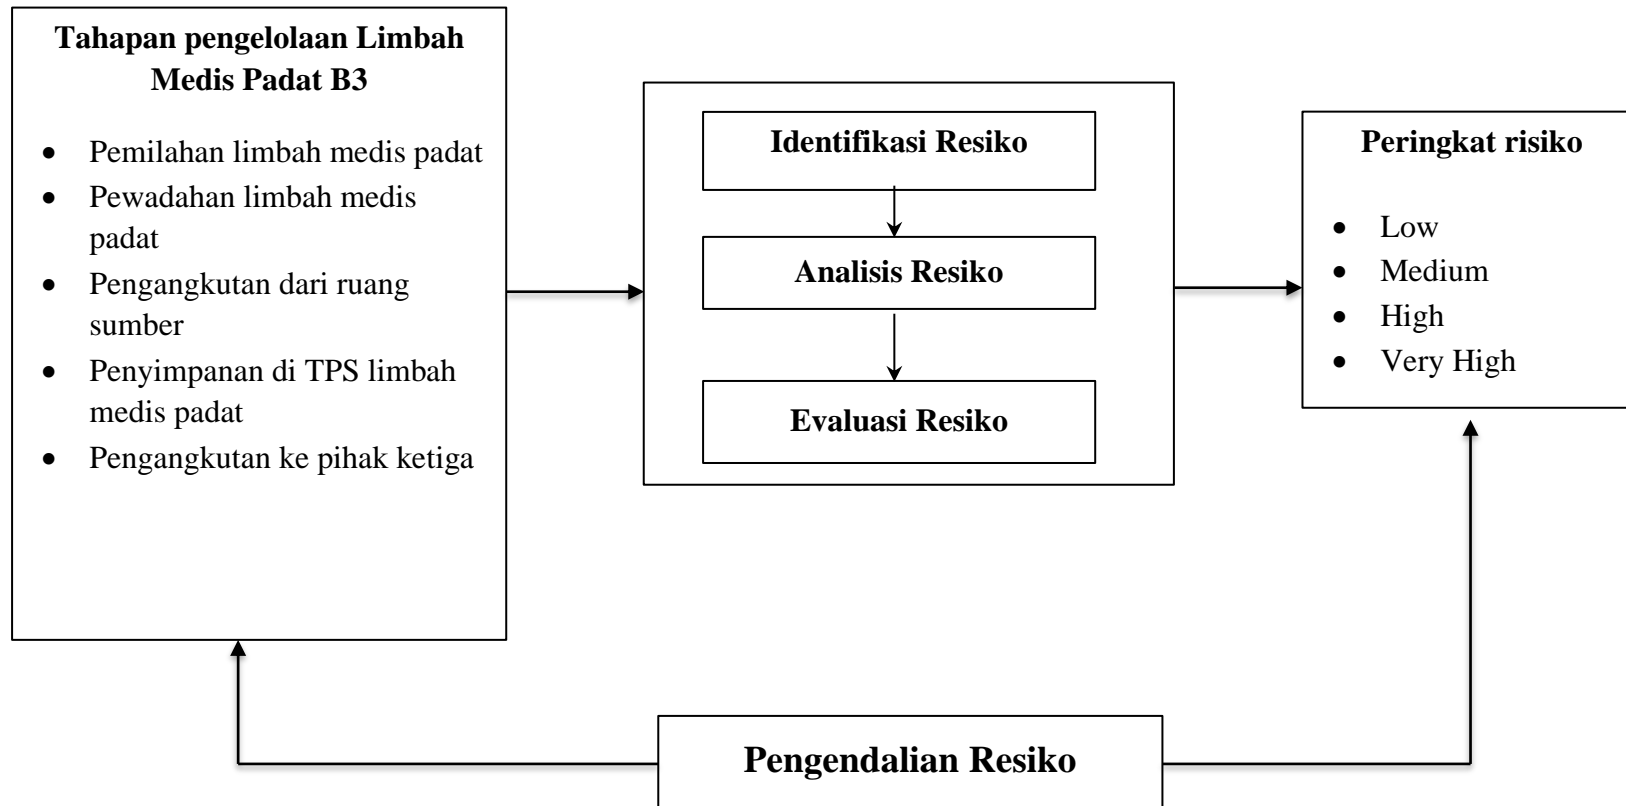 Tahapan pengelolaan Limbah
Medis Padat B3
• Pemilahan limbah medis padat
• Pewadahan limbah medis
padat
• Pengangkutan dari ruang
sumber
• Penyimpanan di TPS limbah
medis padat
• Pengangkutan ke pihak ketiga
Identifikasi Resiko
Analisis Resiko
Evaluasi Resiko
Peringkat risiko
• Low
• Medium
• High
• Very High
Pengendalian Resiko